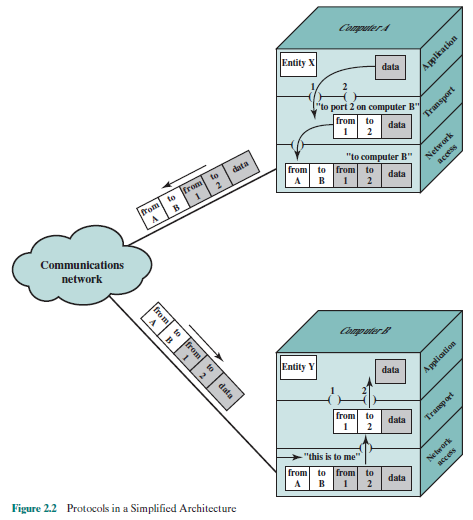 Computer A
Application
Entity X
data
1 2
"to port 2 on computer B"
Transport
from 1 to 2 data
"to computer B"
Network access
from A to B from 1 to 2 data
from A to B from 1 to 2 data
Communications
network
from A to B from 1 to 2 data
Computer B
Application
Entity Y
data
1 2
Transport
from 1 to 2 data
"this is to me"
Network access
from A to B from 1 to 2 data
Figure 2.2 Protocols in a Simplified Architecture